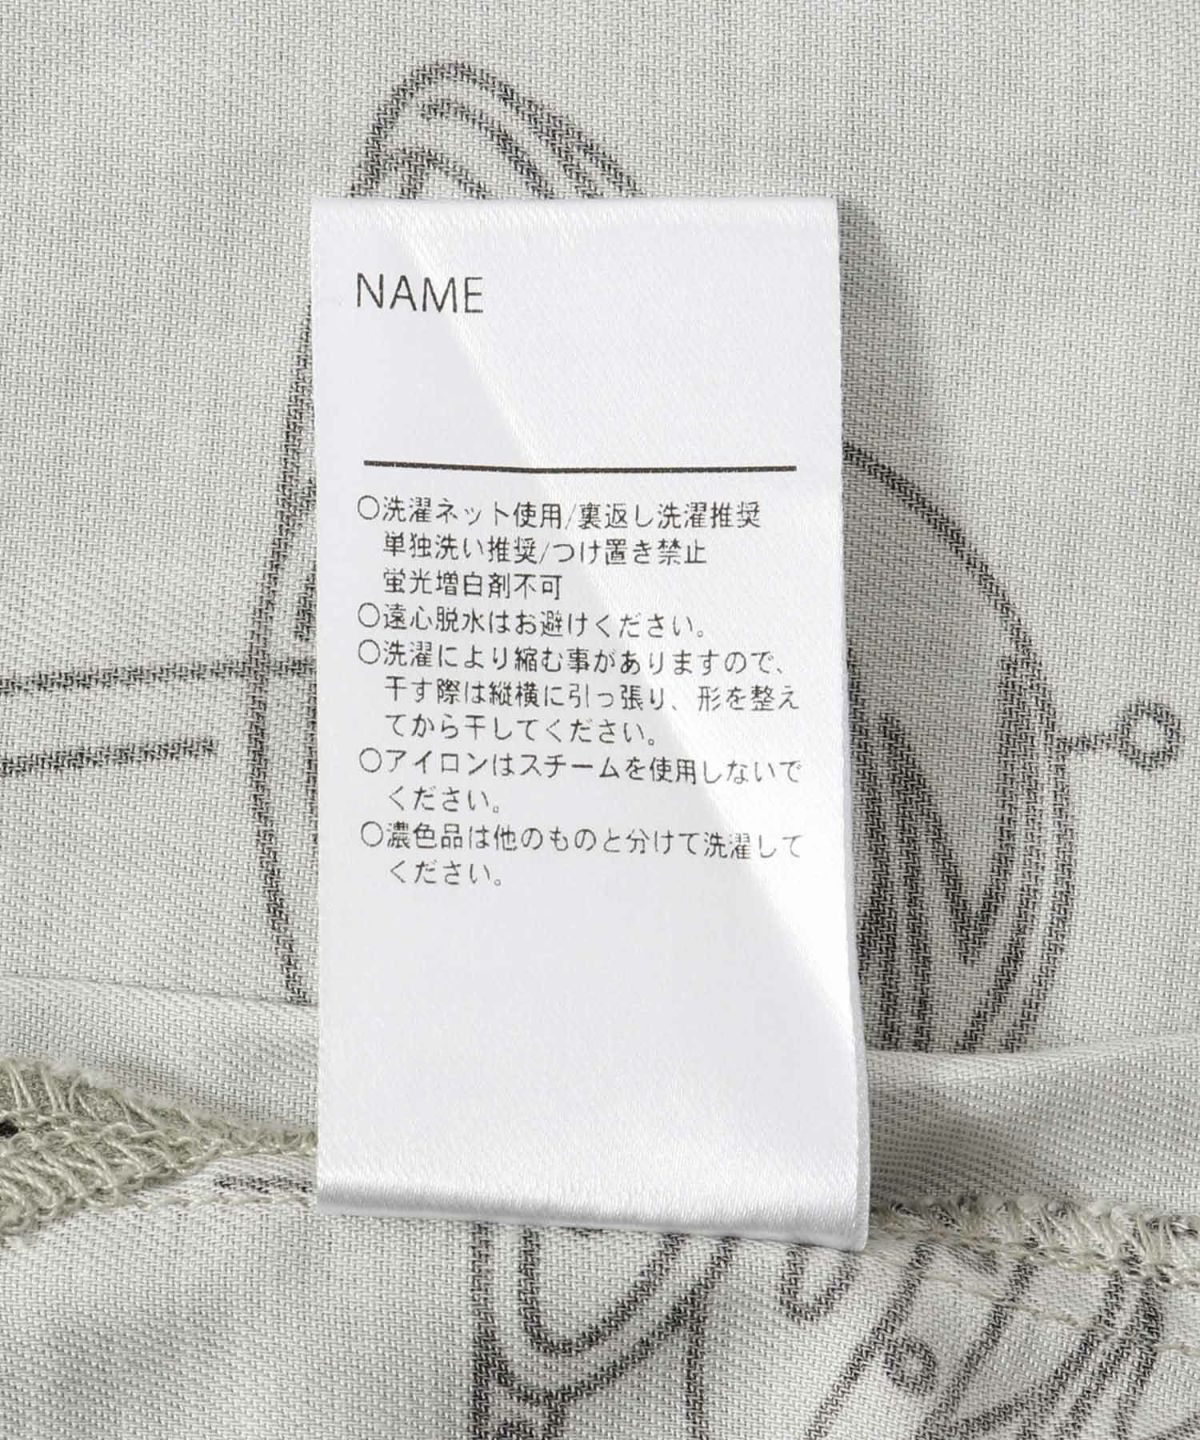 NAME
○洗濯ネット使用/裏返し洗濯推奨
単独洗い推奨/つけ置き禁止
蛍光増白剤不可
○遠心脱水はお避けください。
○洗濯により縮む事がありますので、
干す際は縦横に引っ張り、形を整え
てから干してください。
○アイロンはスチームを使用しないで
ください。
○濃色品は他のものと分けて洗濯して
ください。